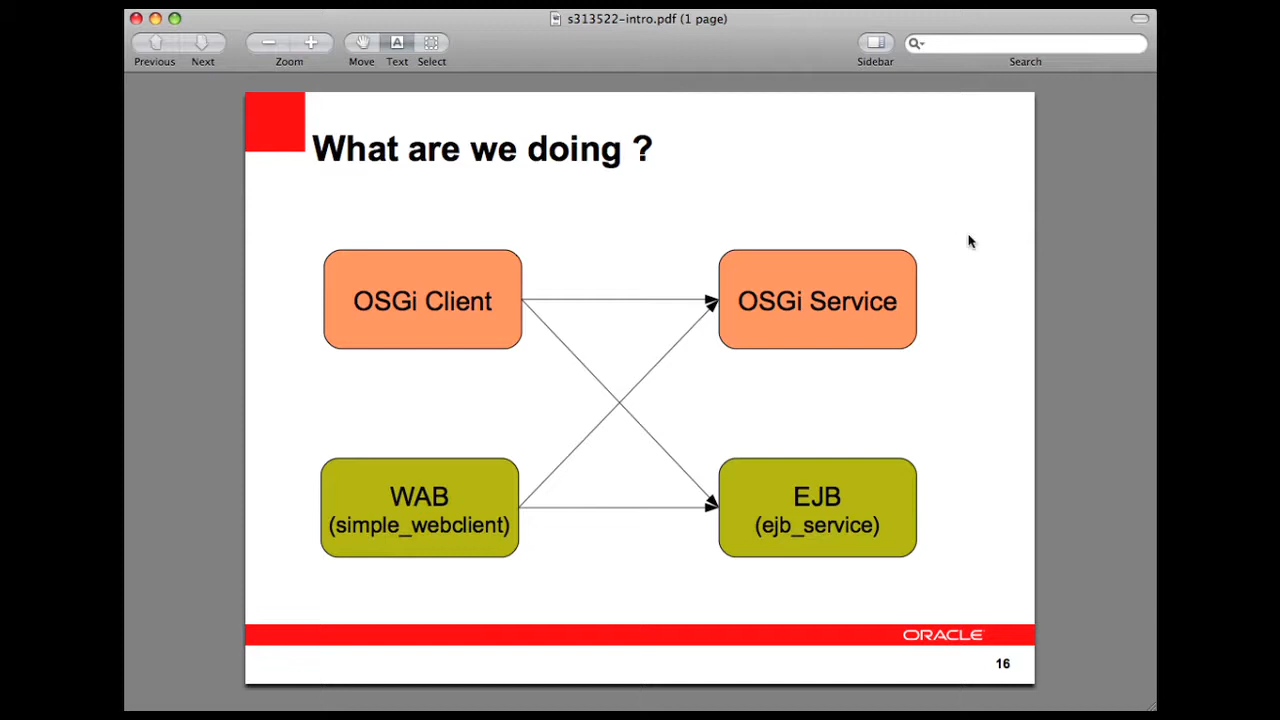 s313522-intro.pdf (1 page)
Previous
Next
Zoom
Move
A
Text
Select
Sidebar
Search
What are we doing ?
OSGi Client
OSGi Service
WAB
(simple_webclient)
EJB
(ejb_service)
ORACLE
16